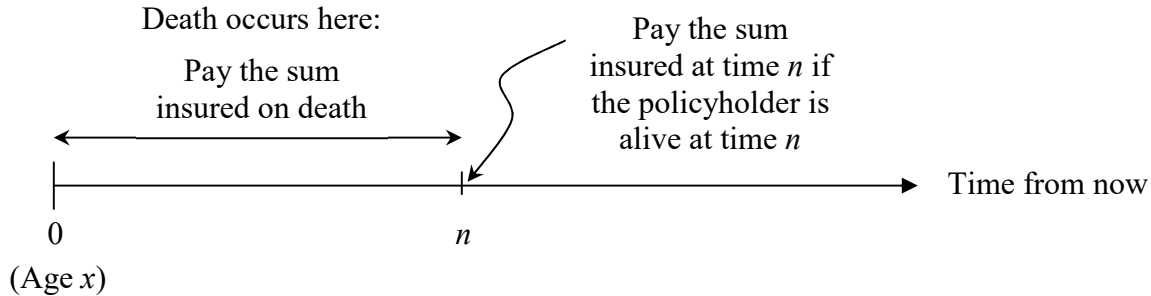 Death occurs here:
Pay the sum
insured on death
Pay the sum
insured at time n if
the policyholder is
alive at time n
Time from now
0
n
(Age x)